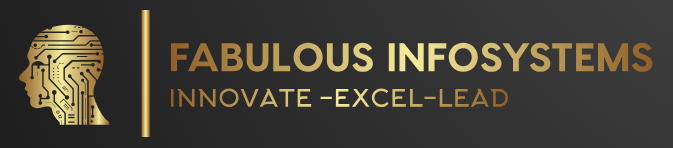 FABULOUS INFOSYSTEMS
INNOVATE -EXCEL-LEAD